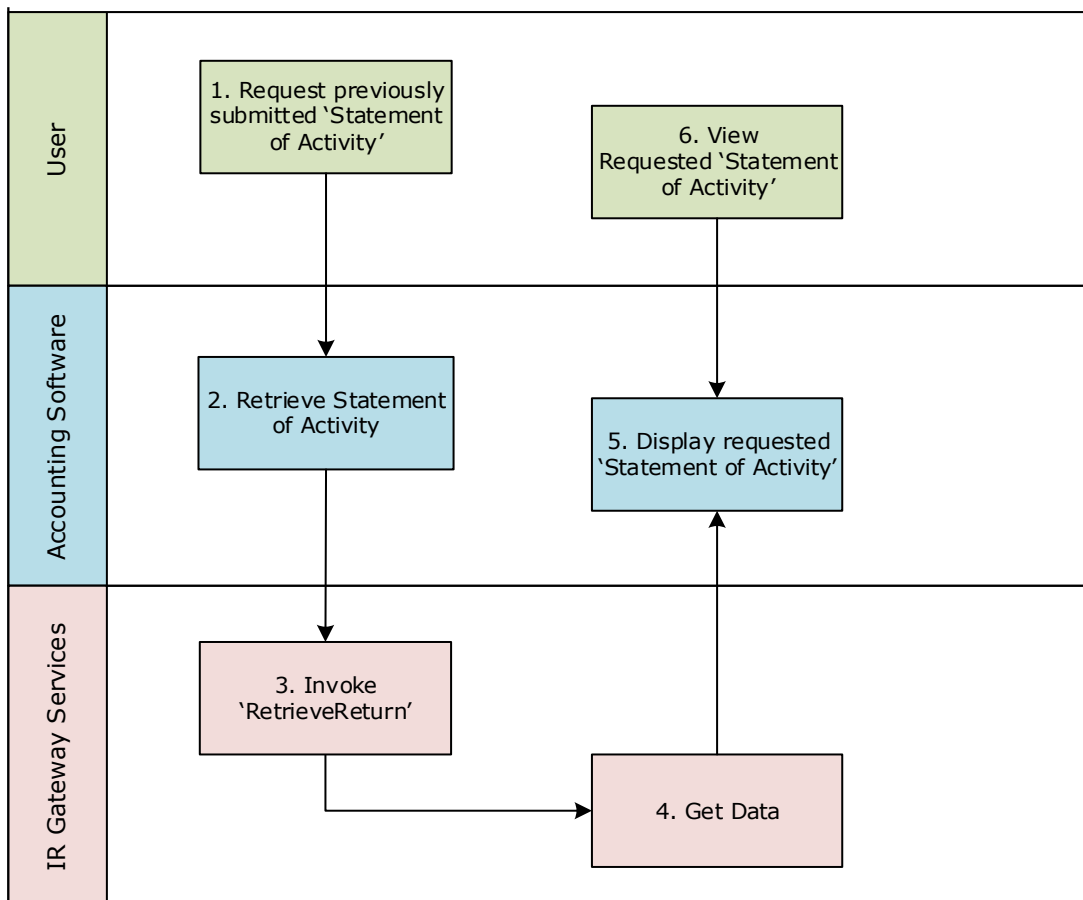 User
1. Request previously
submitted ‘Statement
of Activity’
6. View
Requested ‘Statement
of Activity’
Accounting Software
2. Retrieve Statement
of Activity
5. Display requested
‘Statement of Activity’
IR Gateway Services
3. Invoke
‘RetrieveReturn’
4. Get Data